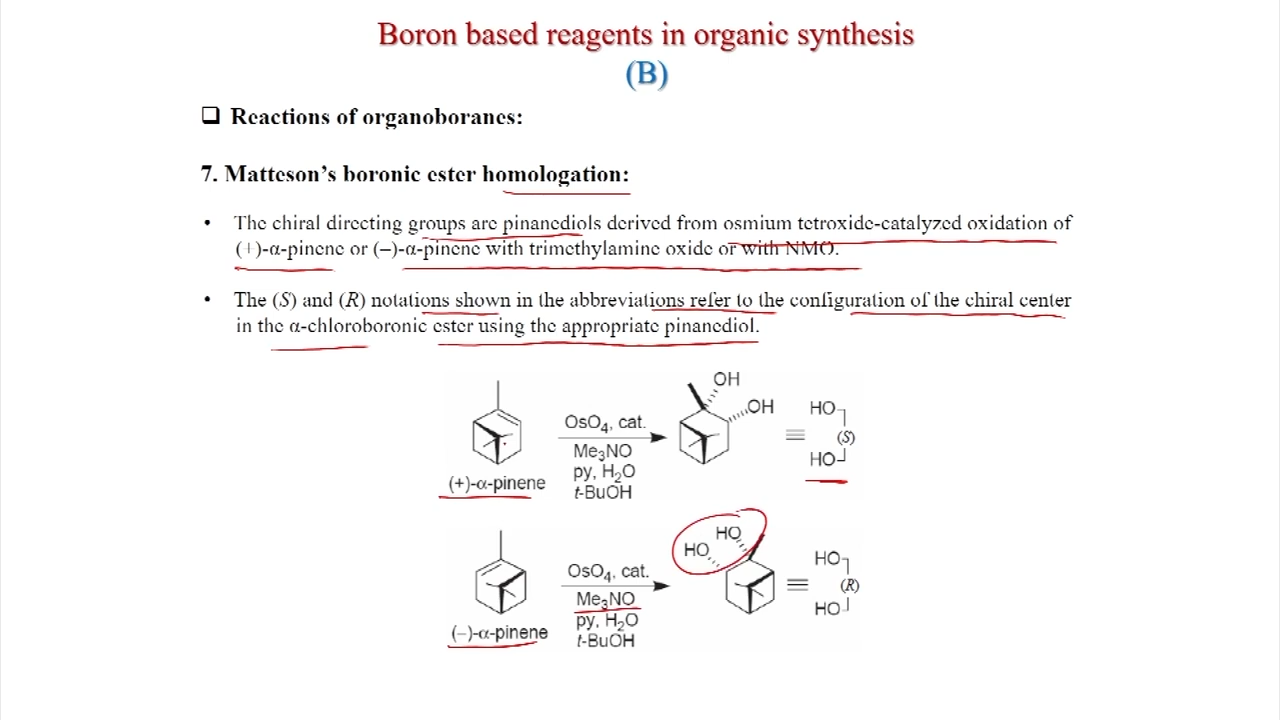 Boron based reagents in organic synthesis
(B)
❑ Reactions of organoboranes:
7. Matteson’s boronic ester homologation:
• The chiral directing groups are pinanediols derived from osmium tetroxide-catalyzed oxidation of
(+)-α-pinene or (–)-α-pinene with trimethylamine oxide or with NMO.
• The (S) and (R) notations shown in the abbreviations refer to the configuration of the chiral center
in the α-chloroboronic ester using the appropriate pinanediol.
OsO4, cat.
Me3NO
py, H2O
t-BuOH
(+)-α-pinene
OH
OH
≡
HO
(S)
HO
OsO4, cat.
Me3NO
py, H2O
t-BuOH
(–)-α-pinene
HO
HO
≡
HO
(R)
HO